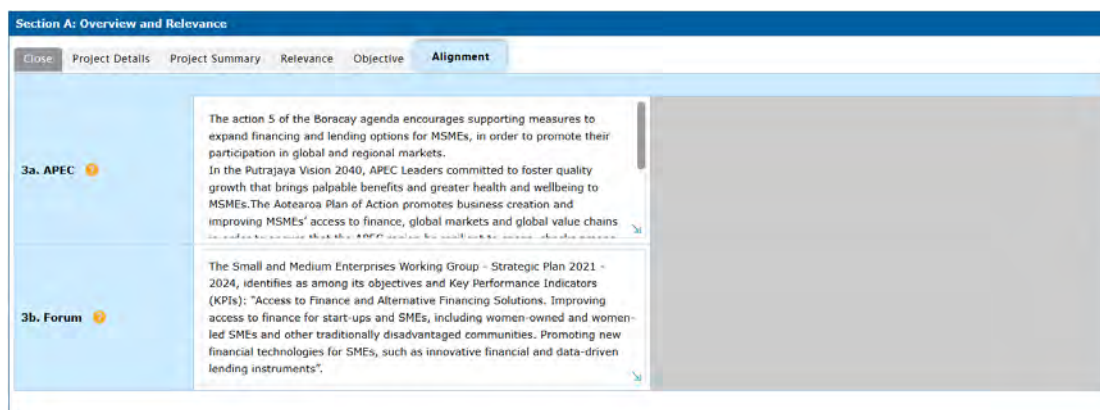 Section A: Overview and Relevance
Close Project Details Project Summary Relevance Objective Alignment
3a. APEC ?
The action 5 of the Boracay agenda encourages supporting measures to
expand financing and lending options for MSMEs, in order to promote their
participation in global and regional markets.
In the Putrajaya Vision 2040, APEC Leaders committed to foster quality
growth that brings palpable benefits and greater health and wellbeing to
MSMEs.The Aotearoa Plan of Action promotes business creation and
improving MSMEs' access to finance, global markets and global value chains
3b. Forum ?
The Small and Medium Enterprises Working Group - Strategic Plan 2021 -
2024, identifies as among its objectives and Key Performance Indicators
(KPIs): "Access to Finance and Alternative Financing Solutions. Improving
access to finance for start-ups and SMEs, including women-owned and women-
led SMEs and other traditionally disadvantaged communities. Promoting new
financial technologies for SMEs, such as innovative financial and data-driven
lending instruments”.